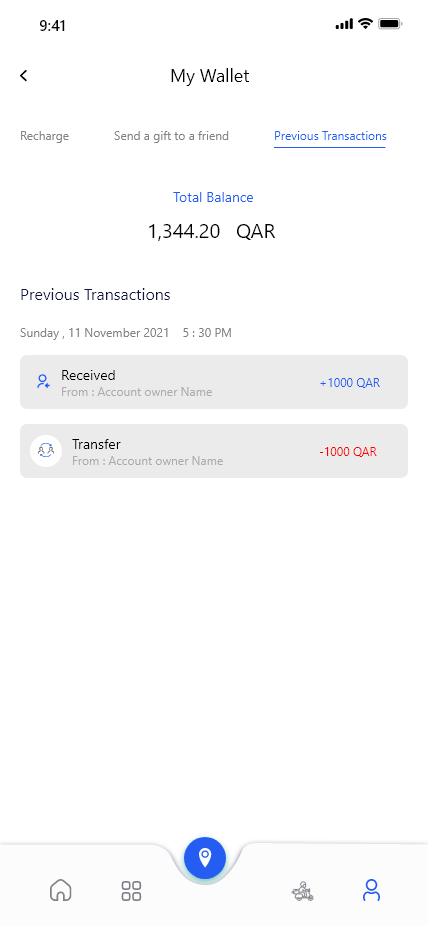 9:41
My Wallet
Recharge Send a gift to a friend Previous Transactions
Total Balance
1,344.20 QAR
Previous Transactions
Sunday , 11 November 2021 5 : 30 PM
Received
From : Account owner Name
+1000 QAR
Transfer
From : Account owner Name
-1000 QAR